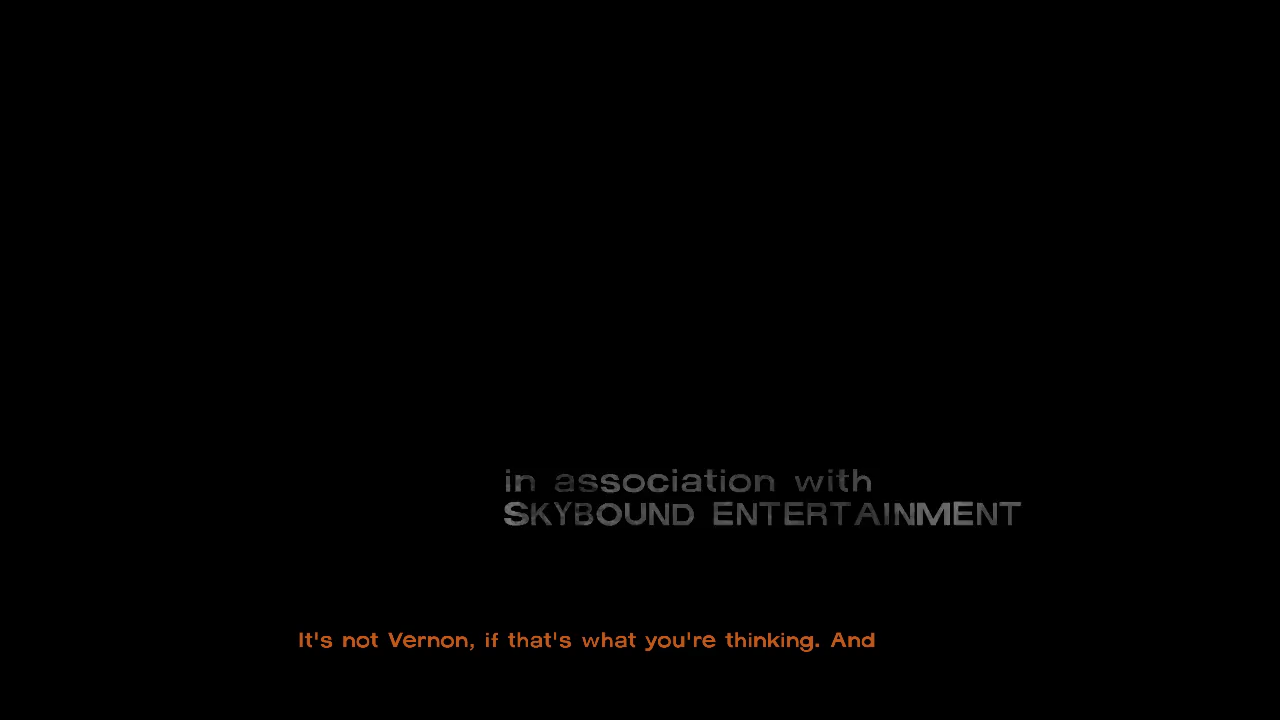 in association with
SKYBOUND ENTERTAINMENT
It's not Vernon, if that's what you're thinking. And